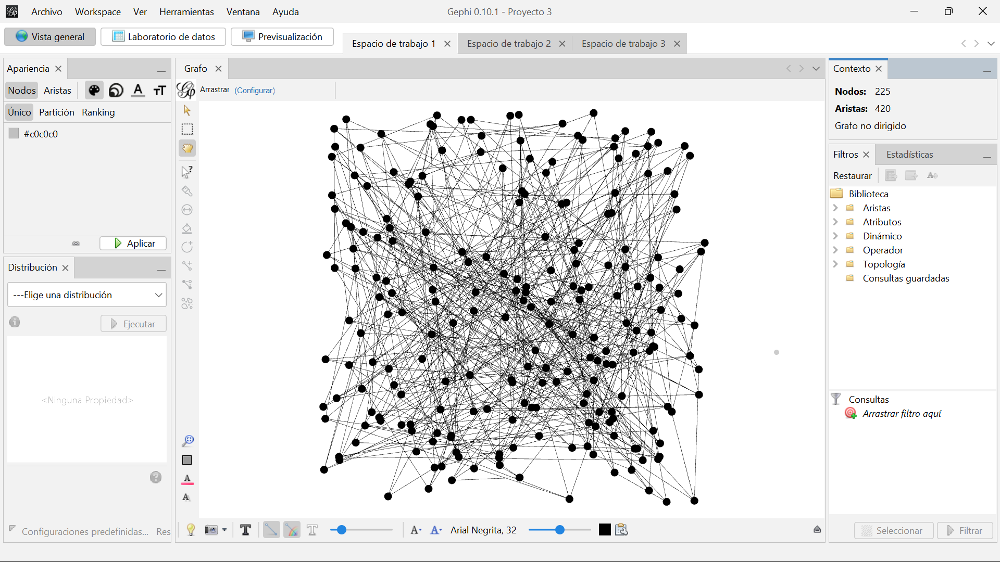 Archivo Workspace Ver Herramientas Ventana Ayuda
Gephi 0.10.1 - Proyecto 3
Vista general
Laboratorio de datos
Previsualización
Espacio de trabajo 1
Espacio de trabajo 2
Espacio de trabajo 3
Apariencia
Nodos Aristas
Único Partición Ranking
#c0c0c0
Aplicar
Distribución
---Elige una distribución
Ejecutar
<Ninguna Propiedad>
Configuraciones predefinidas... Res
Grafo
Arrastrar (Configurar)
Arial Negrita, 32
Contexto
Nodos: 225
Aristas: 420
Grafo no dirigido
Filtros Estadísticas
Restaurar
Biblioteca
Aristas
Atributos
Dinámico
Operador
Topología
Consultas guardadas
Consultas
Arrastrar filtro aquí
Seleccionar
Filtrar